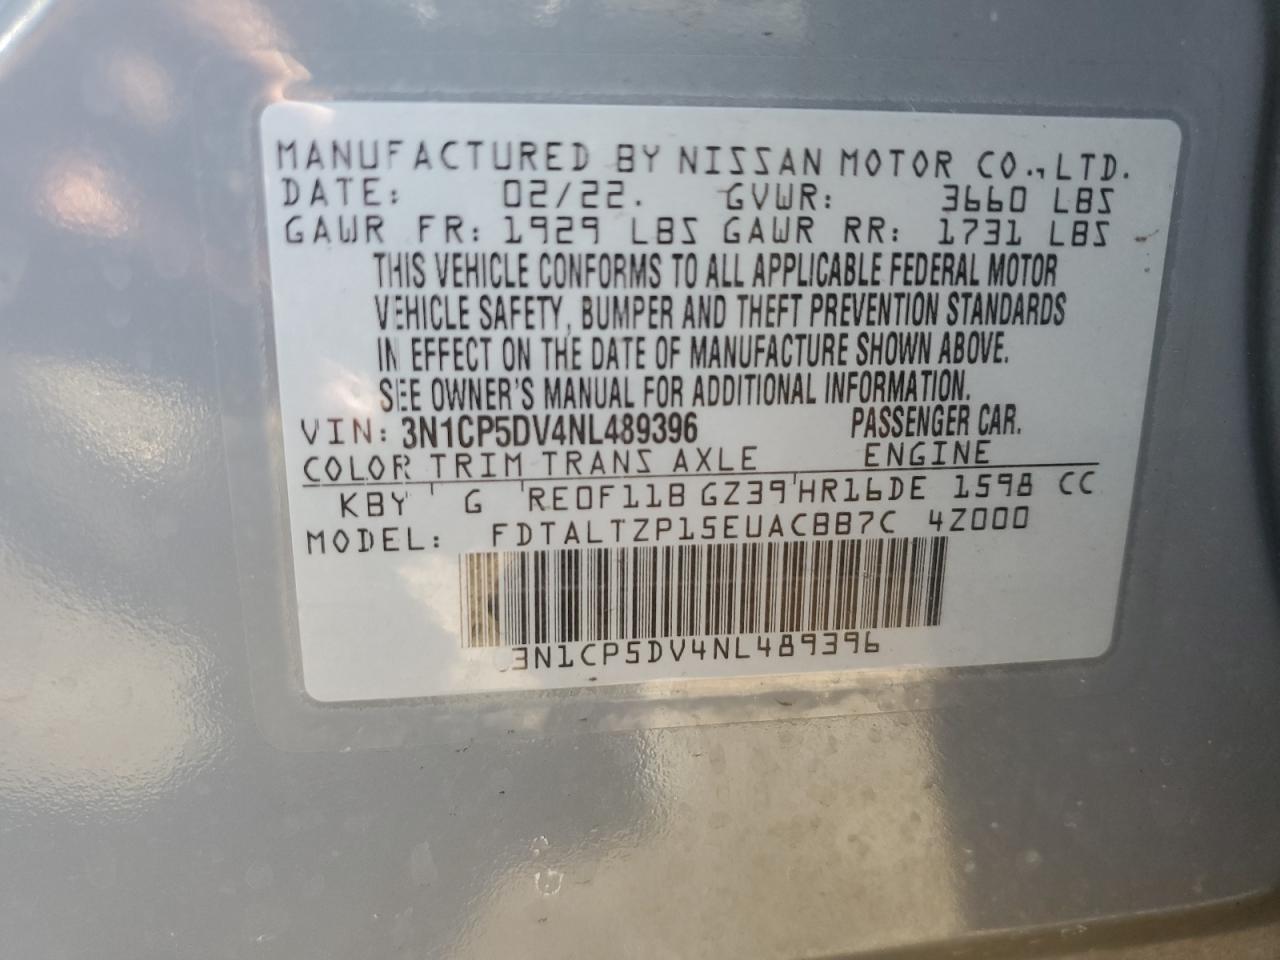 MANUFACTURED BY NISSAN MOTOR CO., LTD.
DATE: 02/22. GVWR: 3660 LBS
GAWR FR: 1929 LBS GAWR RR: 1731 LBS
THIS VEHICLE CONFORMS TO ALL APPLICABLE FEDERAL MOTOR
VEHICLE SAFETY, BUMPER AND THEFT PREVENTION STANDARDS
IN EFFECT ON THE DATE OF MANUFACTURE SHOWN ABOVE.
SEE OWNER'S MANUAL FOR ADDITIONAL INFORMATION.
VIN: 3N1CP5DV4NL489396 PASSENGER CAR.
COLOR TRIM TRANS AXLE ENGINE
KBY G RE0F11B GZ39 HR16DE 1598 CC
MODEL: FDTALTZP15EUACBB7C 4Z000
3N1CP5DV4NL489396